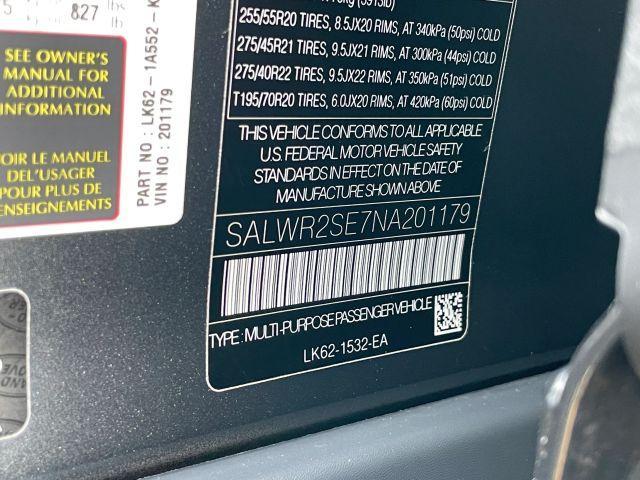 827 lb
SEE OWNER'S
MANUAL FOR
ADDITIONAL
INFORMATION
VOIR LE MANUEL
DEL'USAGER
POUR PLUS DE
RENSEIGNEMENTS
PART NO : LK62 - 1A552 - K
VIN NO : 201179
255/55R20 TIRES, 8.5JX20 RIMS, AT 340kPa (50psi) COLD
275/45R21 TIRES, 9.5JX21 RIMS, AT 300kPa (44psi) COLD
275/40R22 TIRES, 9.5JX22 RIMS, AT 350kPa (51psi) COLD
T195/70R20 TIRES, 6.0JX20 RIMS, AT 420kPa (60psi) COLD
THIS VEHICLE CONFORMS TO ALL APPLICABLE
U.S. FEDERAL MOTOR VEHICLE SAFETY
STANDARDS IN EFFECT ON THE DATE OF
MANUFACTURE SHOWN ABOVE
SALWR2SE7NA201179
TYPE : MULTI-PURPOSE PASSENGER VEHICLE
LK62-1532-EA